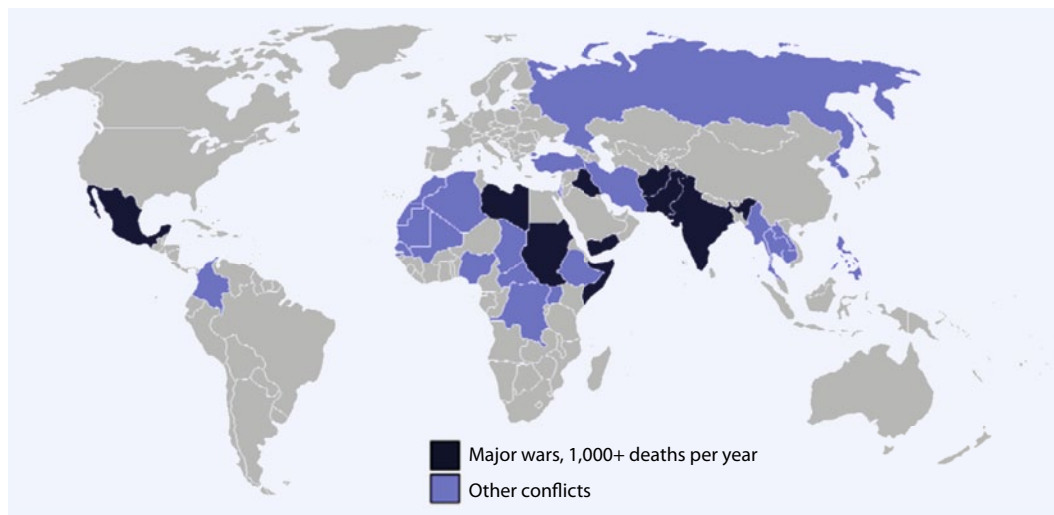 Major wars, 1,000+ deaths per year
Other conflicts